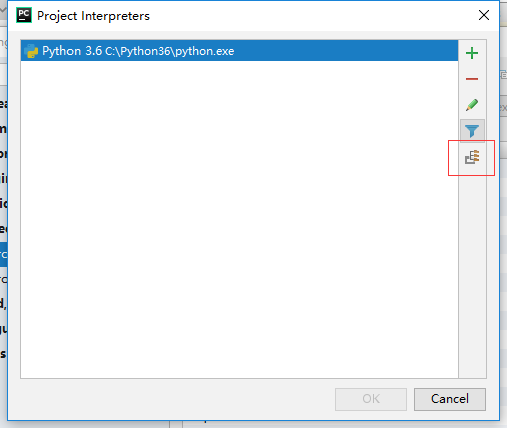 PC Project Interpreters
Python 3.6 C:\Python36\python.exe
OK
Cancel